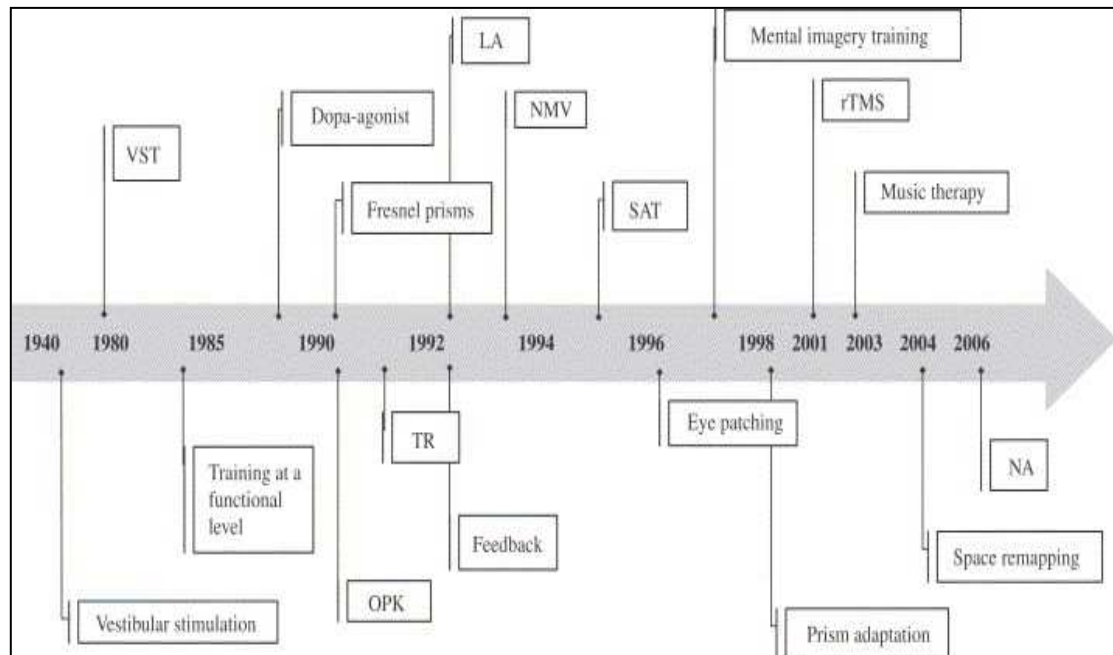 LA
Mental imagery training
Dopa-agonist
NMV
rTMS
VST
Fresnel prisms
SAT
Music therapy
1940 1980 1985 1990 1992 1994 1996 1998 2001 2003 2004 2006
Eye patching
TR
NA
Training at a
functional
level
Feedback
Space remapping
OPK
Vestibular stimulation
Prism adaptation